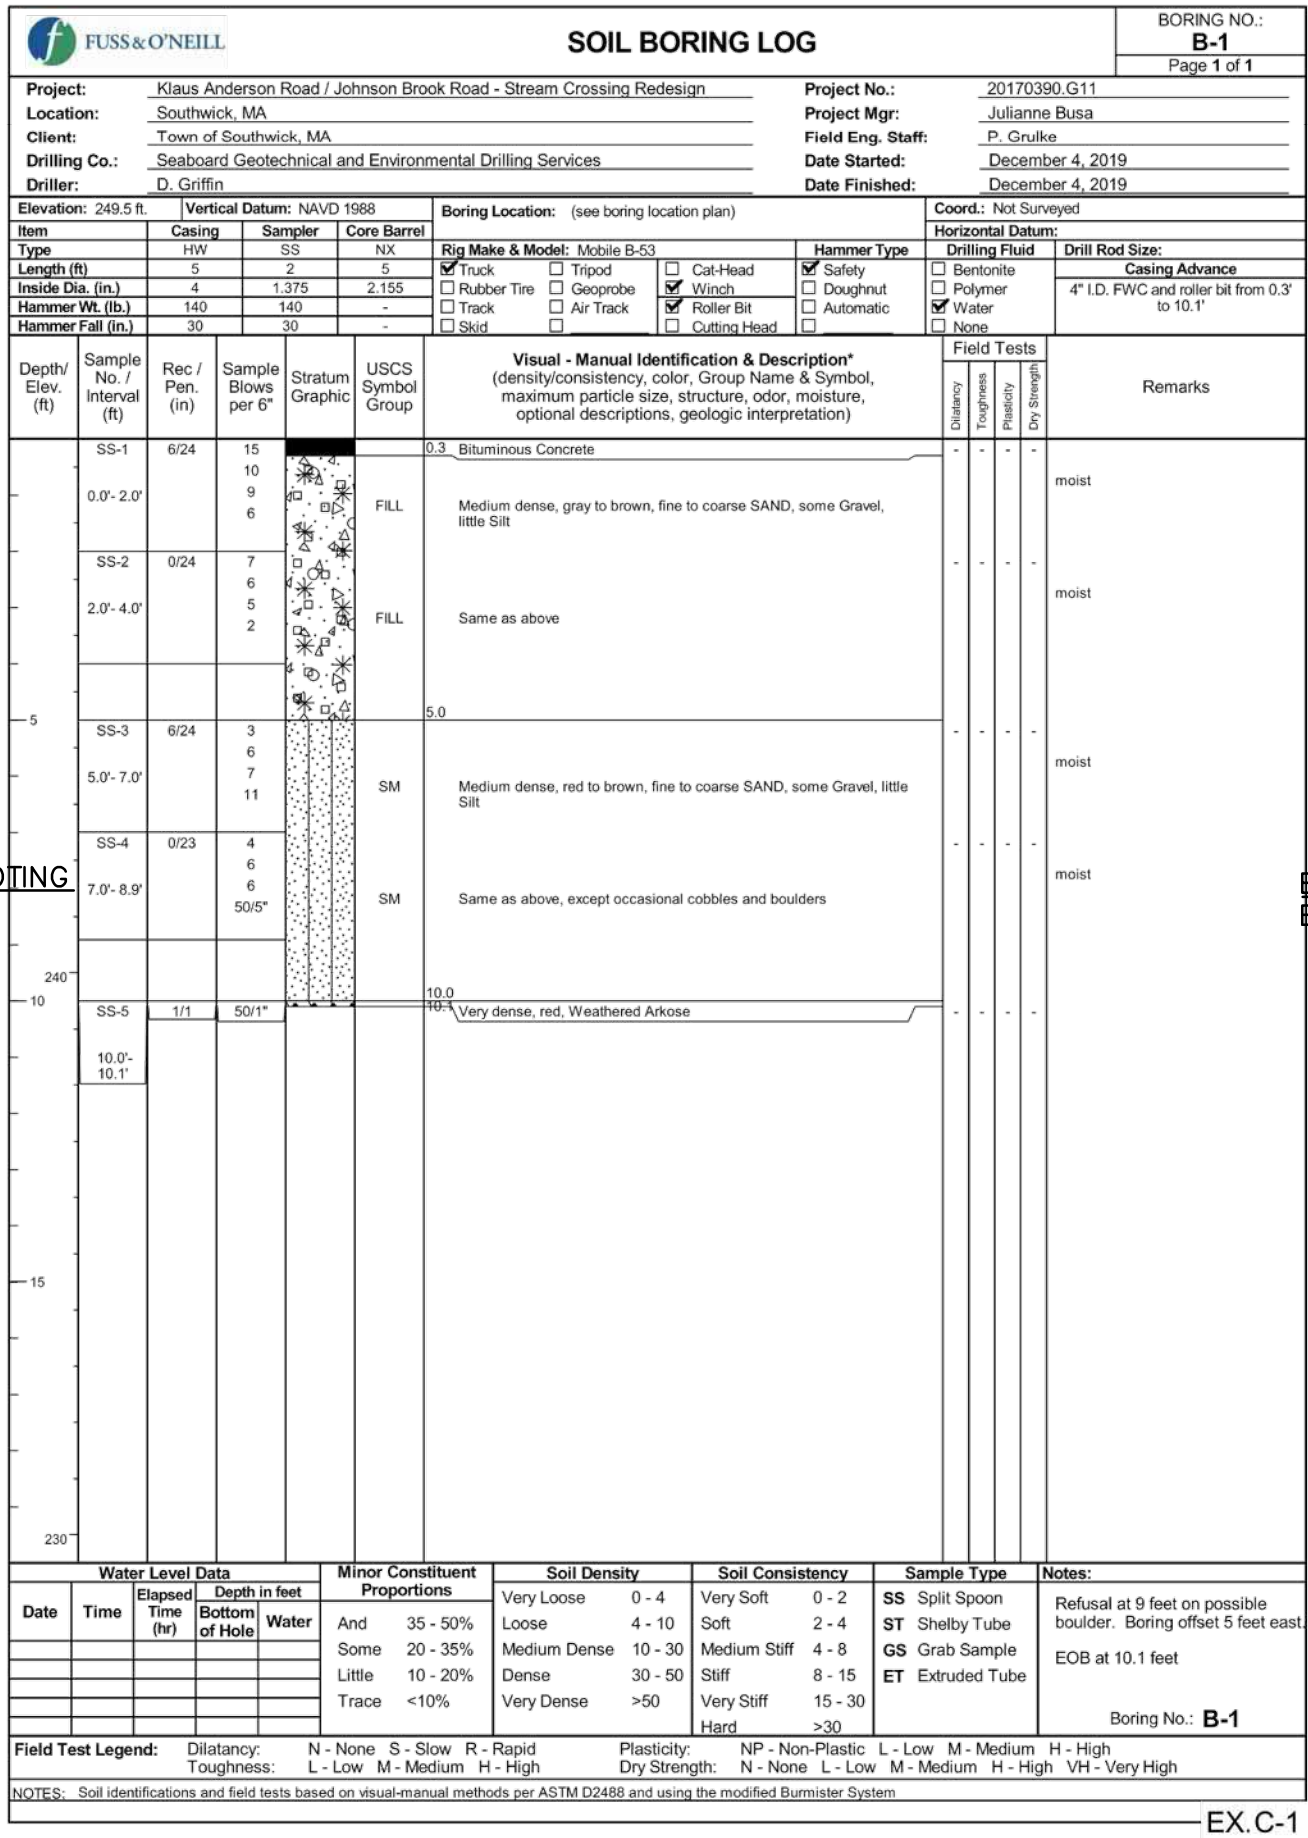 FUSS & O'NEILL
SOIL BORING LOG
BORING NO.:
B-1
Page 1 of 1
Project: Klaus Anderson Road / Johnson Brook Road - Stream Crossing Redesign Project No.: 20170390.G11
Location: Southwick, MA Project Mgr: Julianne Busa
Client: Town of Southwick, MA Field Eng. Staff: P. Grulke
Drilling Co.: Seaboard Geotechnical and Environmental Drilling Services Date Started: December 4, 2019
Driller: D. Griffin Date Finished: December 4, 2019
Elevation: 249.5 ft. Vertical Datum: NAVD 1988 Boring Location: (see boring location plan) Coord.: Not Surveyed
Item Casing Sampler Core Barrel Horizontal Datum:
Type HW SS NX Rig Make & Model: Mobile B-53 Hammer Type Drilling Fluid Drill Rod Size:
Length (ft) 5 2 5 Truck Tripod Cat-Head Safety Bentonite Casing Advance
Inside Dia. (in.) 4 1.375 2.155 Rubber Tire Geoprobe Winch Doughnut Polymer 4" I.D. FWC and roller bit from 0.3'
Hammer Wt. (lb.) 140 140 - Track Air Track Roller Bit Automatic Water to 10.1'
Hammer Fall (in.) 30 30 - Skid Cutting Head None
Depth/
Elev.
(ft)
Sample
No. /
Interval
(ft)
Rec /
Pen.
(in)
Sample
Blows
per 6"
Stratum
Graphic
USCS
Symbol
Group
Visual - Manual Identification & Description*
(density/consistency, color, Group Name & Symbol,
maximum particle size, structure, odor, moisture,
optional descriptions, geologic interpretation)
Field Tests
Dilatancy
Toughness
Plasticity
Dry Strength
Remarks
SS-1 6/24 15 0.3 Bituminous Concrete - - - -
10
moist
0.0'- 2.0' 9
6 FILL Medium dense, gray to brown, fine to coarse SAND, some Gravel,
little Silt
SS-2 0/24 7 - - - -
6
moist
2.0'- 4.0' 5
2 FILL Same as above
5 5.0
SS-3 6/24 3 - - - -
6
moist
5.0'- 7.0' 7
11 SM Medium dense, red to brown, fine to coarse SAND, some Gravel, little
Silt
SS-4 0/23 4 - - - -
6
OTING moist
7.0'- 8.9' 6
50/5" SM Same as above, except occasional cobbles and boulders
240
10 10.0
10.1
SS-5 1/1 50/1" Very dense, red, Weathered Arkose - - - -
10.0'-
10.1'
15
230
Water Level Data
Date Time Elapsed
Time
(hr)
Depth in feet
Bottom
of Hole
Water
Minor Constituent
Proportions
And 35 - 50%
Some 20 - 35%
Little 10 - 20%
Trace <10%
Soil Density
Very Loose 0 - 4
Loose 4 - 10
Medium Dense 10 - 30
Dense 30 - 50
Very Dense >50
Soil Consistency
Very Soft 0 - 2
Soft 2 - 4
Medium Stiff 4 - 8
Stiff 8 - 15
Very Stiff 15 - 30
Hard >30
Sample Type
SS Split Spoon
ST Shelby Tube
GS Grab Sample
ET Extruded Tube
Notes:
Refusal at 9 feet on possible
boulder. Boring offset 5 feet east.
EOB at 10.1 feet
Boring No.: B-1
Field Test Legend: Dilatancy: N - None S - Slow R - Rapid Plasticity: NP - Non-Plastic L - Low M - Medium H - High
Toughness: L - Low M - Medium H - High Dry Strength: N - None L - Low M - Medium H - High VH - Very High
NOTES: Soil identifications and field tests based on visual-manual methods per ASTM D2488 and using the modified Burmister System
EX.C-1